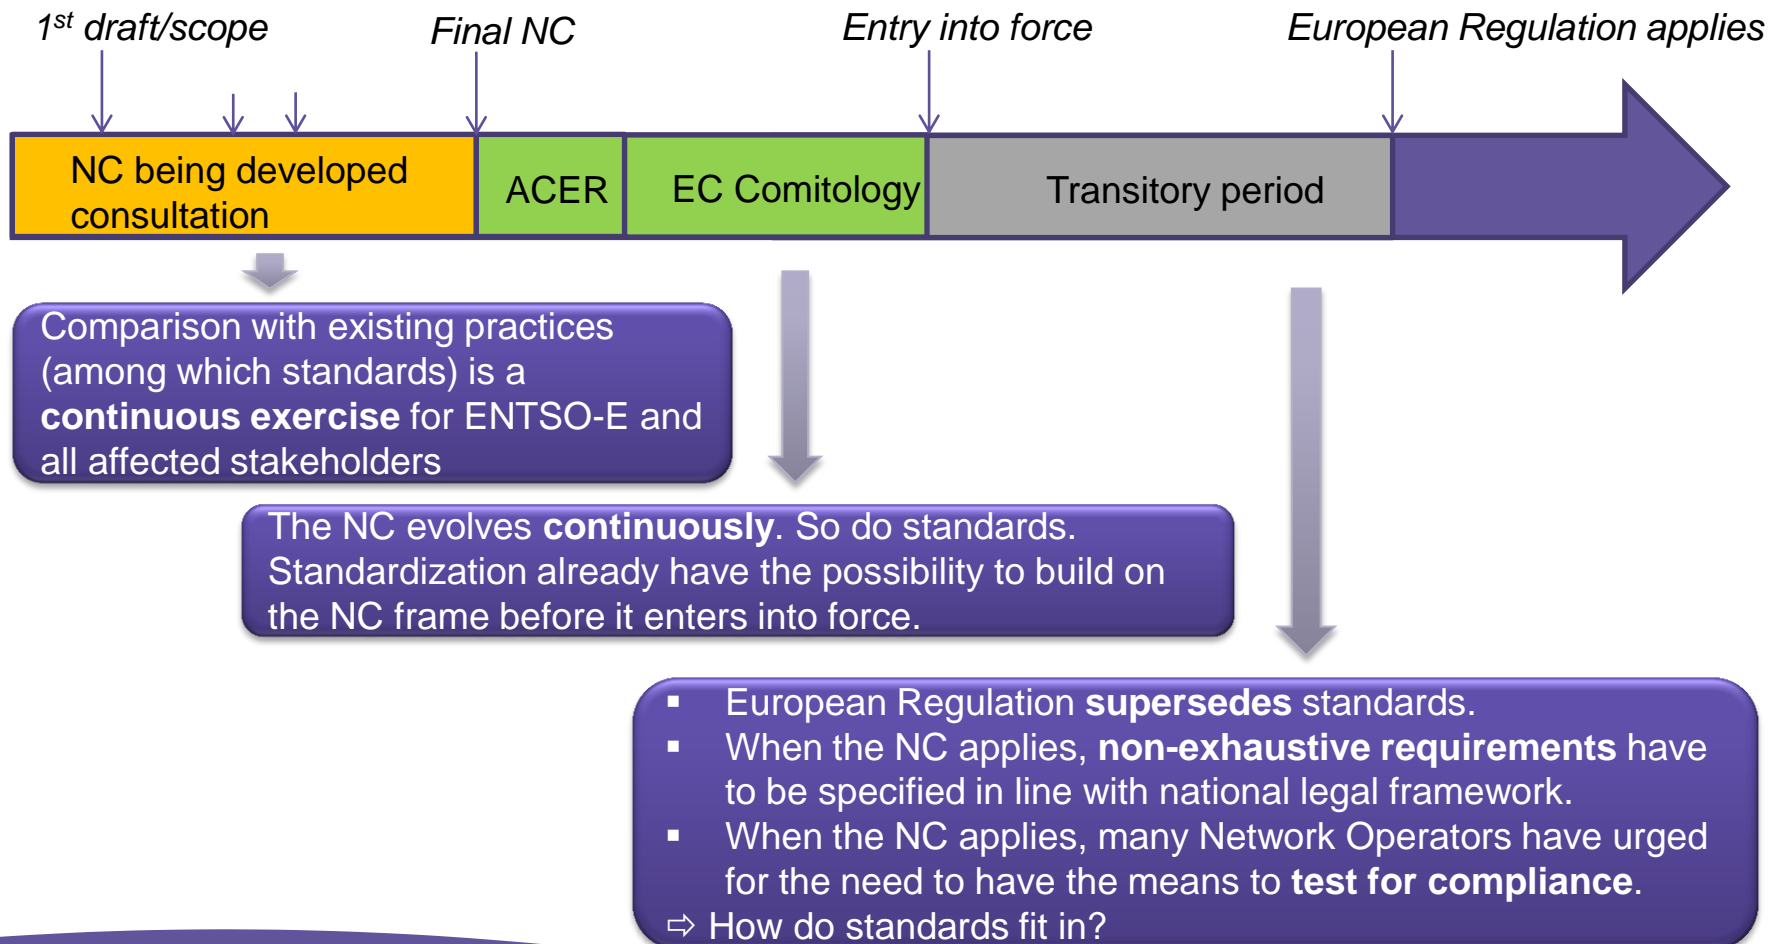 1st draft/scope
Final NC
Entry into force
European Regulation applies
NC being developed
consultation
ACER
EC Comitology
Transitory period
Comparison with existing practices
(among which standards) is a
continuous exercise for ENTSO-E and
all affected stakeholders
The NC evolves continuously. So do standards.
Standardization already have the possibility to build on
the NC frame before it enters into force.
▪ European Regulation supersedes standards.
▪ When the NC applies, non-exhaustive requirements have
to be specified in line with national legal framework.
▪ When the NC applies, many Network Operators have urged
for the need to have the means to test for compliance.
⇨ How do standards fit in?